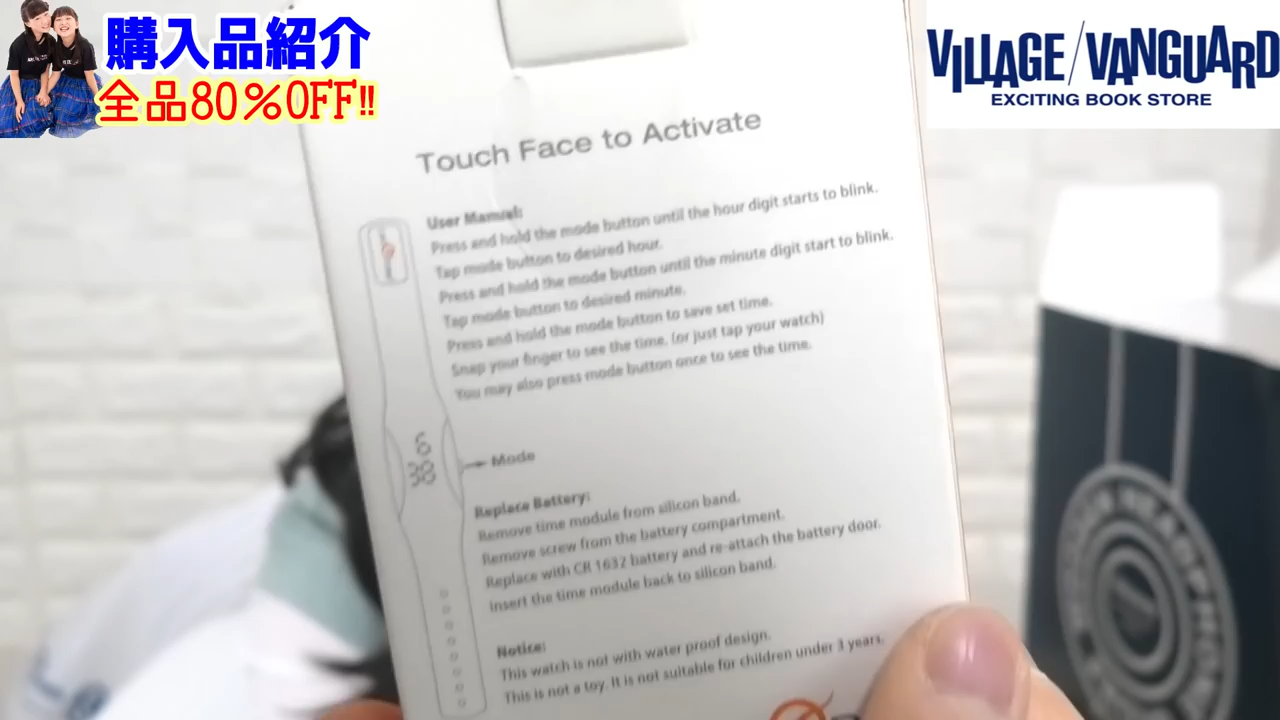 購入品紹介
全品80%OFF!!
VILLAGE/VANGUARD
EXCITING BOOK STORE
Touch Face to Activate
User Manual:
Press and hold the mode button until the hour digit starts to blink.
Tap mode button to desired hour.
Press and hold the mode button until the minute digit start to blink.
Tap mode button to desired minute.
Press and hold the mode button to save set time.
Snap your finger to see the time. (or just tap your watch)
You may also press mode button once to see the time.
6
38
Mode
Replace Battery:
Remove time module from silicon band.
Remove screw from the battery compartment.
Replace with CR 1632 battery and re-attach the battery door.
Insert the time module back to silicon band.
Notice:
This watch is not with water proof design.
This is not a toy. It is not suitable for children under 3 years.